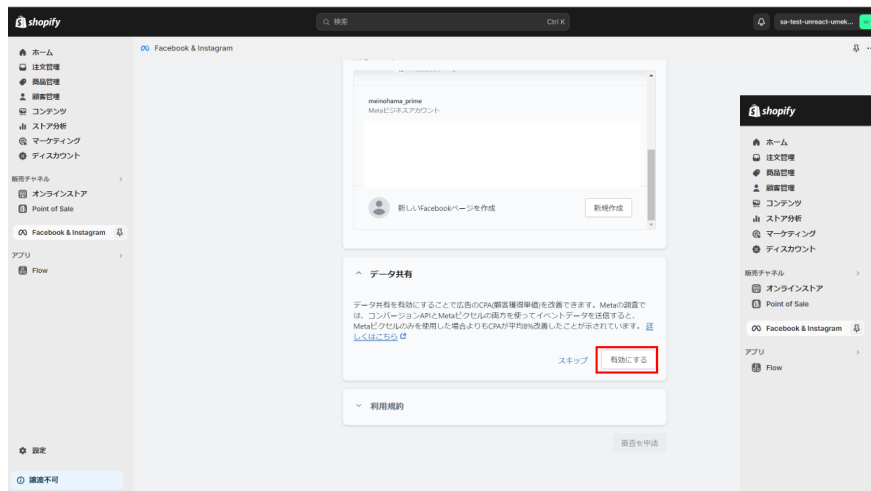 shopify
検索
Ctrl K
sa-test-unreact-umek...
ホーム
注文管理
商品管理
顧客管理
コンテンツ
ストア分析
マーケティング
ディスカウント
販売チャネル
オンラインストア
Point of Sale
Facebook & Instagram
アプリ
Flow
設定
譲渡不可
Facebook & Instagram
meinohama_prime
Metaビジネスアカウント
新しいFacebookページを作成
新規作成
データ共有
データ共有を有効にすることで広告のCPA(顧客獲得単価)を改善できます。Metaの調査で
は、コンバージョンAPIとMetaピクセルの両方を使ってイベントデータを送信すると、
Metaピクセルのみを使用した場合よりもCPAが平均8%改善したことが示されています。 詳
しくはこちら
スキップ
有効にする
利用規約
審査を申請
shopify
ホーム
注文管理
商品管理
顧客管理
コンテンツ
ストア分析
マーケティング
ディスカウント
販売チャネル
オンラインストア
Point of Sale
Facebook & Instagram
アプリ
Flow